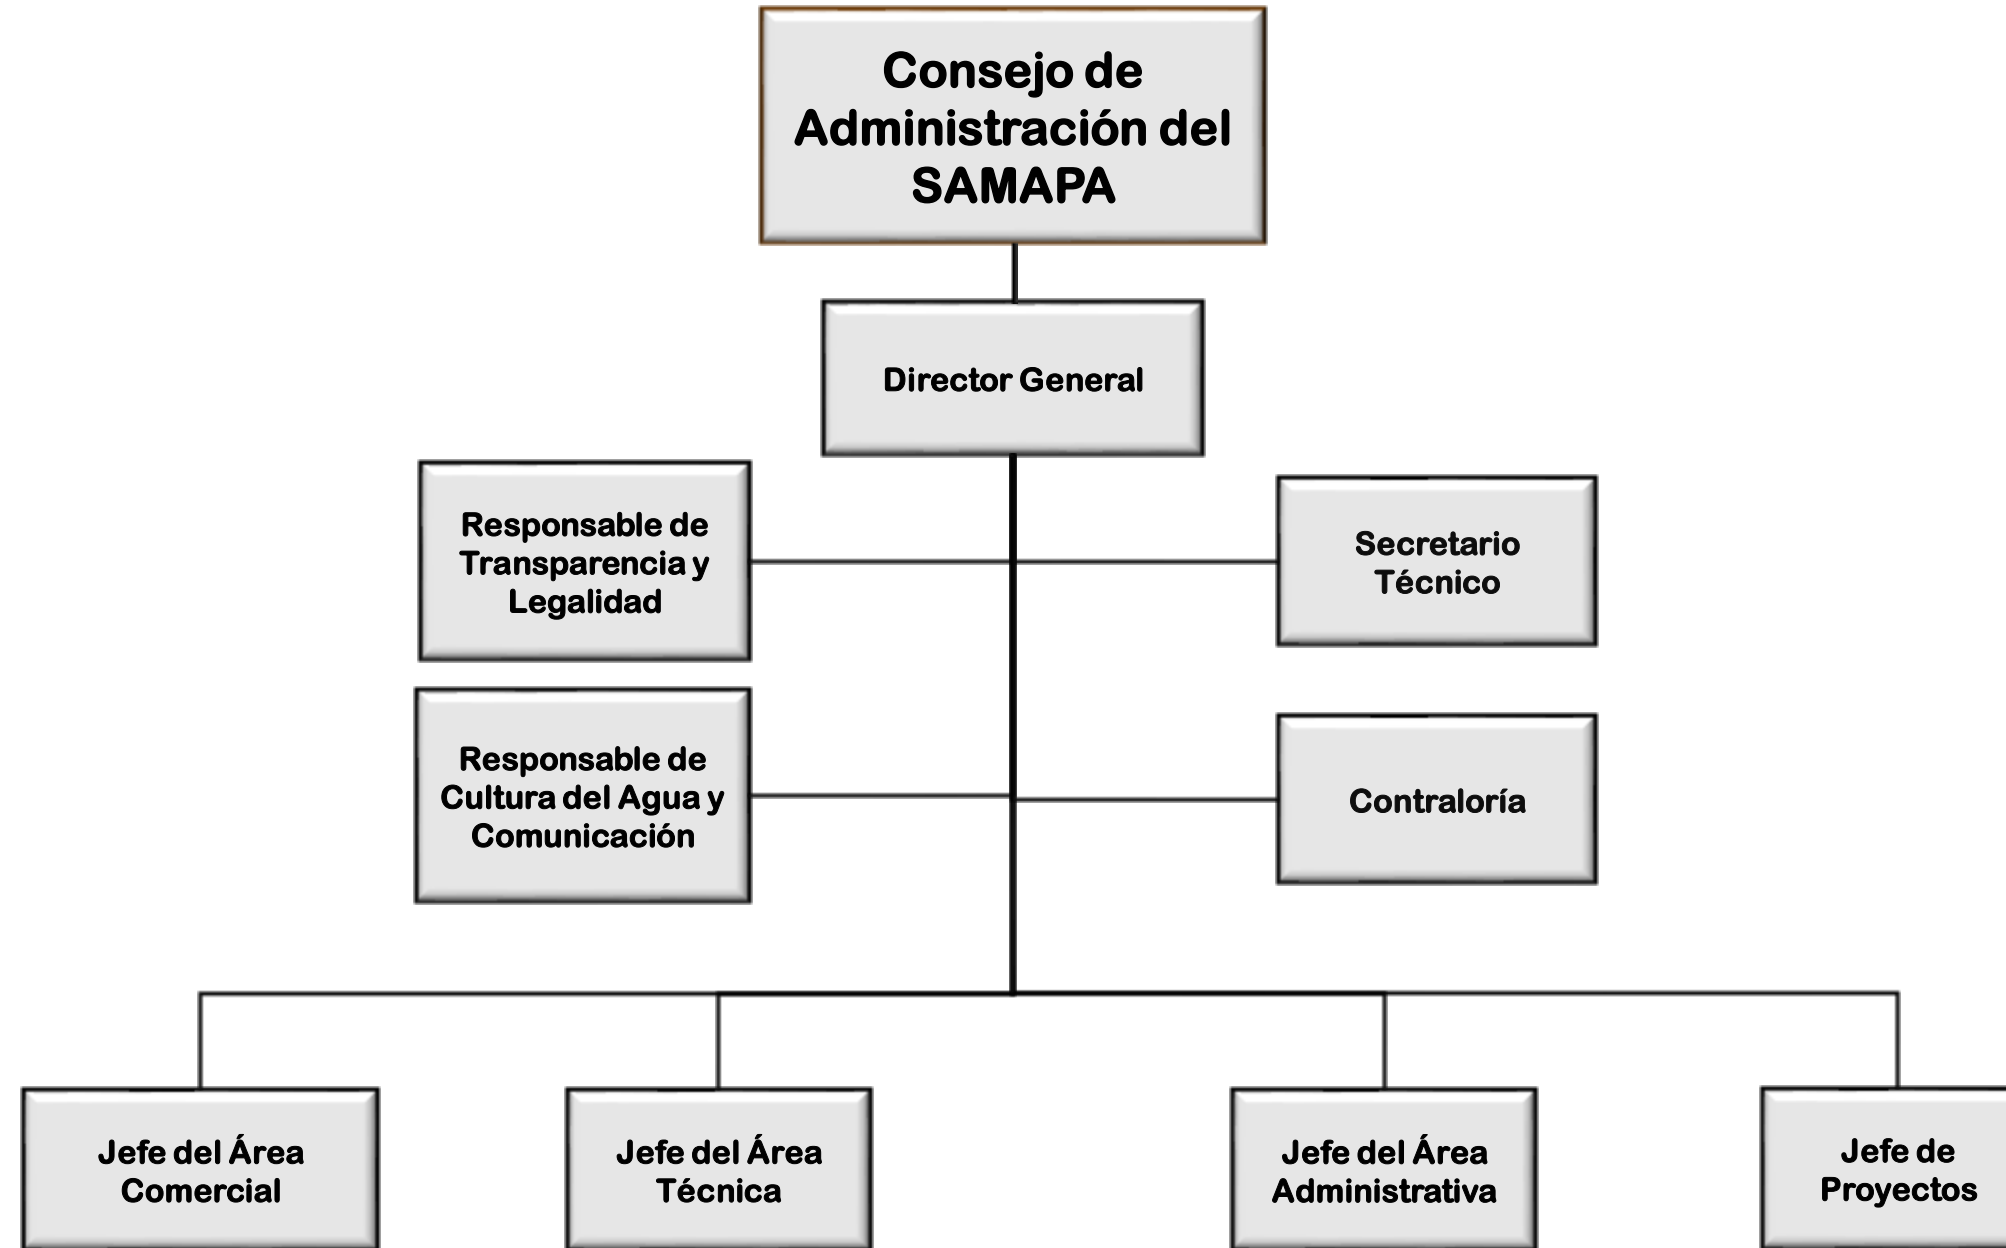 Consejo de
Administración del
SAMAPA
Director General
Responsable de
Transparencia y
Legalidad
Secretario
Técnico
Responsable de
Cultura del Agua y
Comunicación
Contraloría
Jefe del Área
Comercial
Jefe del Área
Técnica
Jefe del Área
Administrativa
Jefe de
Proyectos